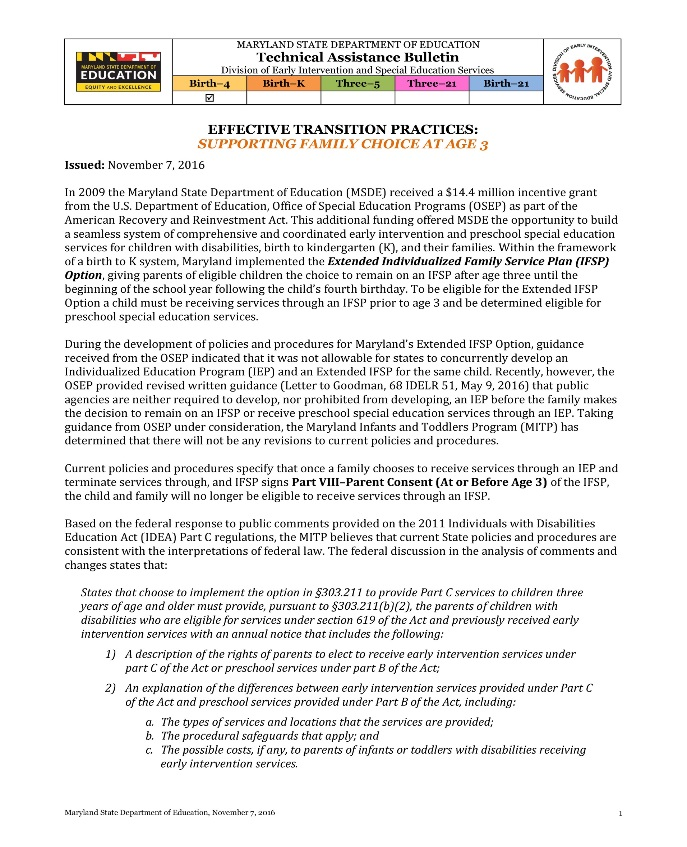 MARYLAND STATE DEPARTMENT OF EDUCATION
Technical Assistance Bulletin
Division of Early Intervention and Special Education Services
MARYLAND STATE DEPARTMENT OF
EDUCATION
EQUITY AND EXCELLENCE
Birth–4 Birth–K Three–5 Three–21 Birth–21
☑
DIVISION OF EARLY INTERVENTION AND SPECIAL EDUCATION SERVICES
EFFECTIVE TRANSITION PRACTICES:
SUPPORTING FAMILY CHOICE AT AGE 3
Issued: November 7, 2016
In 2009 the Maryland State Department of Education (MSDE) received a $14.4 million incentive grant
from the U.S. Department of Education, Office of Special Education Programs (OSEP) as part of the
American Recovery and Reinvestment Act. This additional funding offered MSDE the opportunity to build
a seamless system of comprehensive and coordinated early intervention and preschool special education
services for children with disabilities, birth to kindergarten (K), and their families. Within the framework
of a birth to K system, Maryland implemented the Extended Individualized Family Service Plan (IFSP)
Option, giving parents of eligible children the choice to remain on an IFSP after age three until the
beginning of the school year following the child's fourth birthday. To be eligible for the Extended IFSP
Option a child must be receiving services through an IFSP prior to age 3 and be determined eligible for
preschool special education services.
During the development of policies and procedures for Maryland's Extended IFSP Option, guidance
received from the OSEP indicated that it was not allowable for states to concurrently develop an
Individualized Education Program (IEP) and an Extended IFSP for the same child. Recently, however, the
OSEP provided revised written guidance (Letter to Goodman, 68 IDELR 51, May 9, 2016) that public
agencies are neither required to develop, nor prohibited from developing, an IEP before the family makes
the decision to remain on an IFSP or receive preschool special education services through an IEP. Taking
guidance from OSEP under consideration, the Maryland Infants and Toddlers Program (MITP) has
determined that there will not be any revisions to current policies and procedures.
Current policies and procedures specify that once a family chooses to receive services through an IEP and
terminate services through, and IFSP signs Part VIII–Parent Consent (At or Before Age 3) of the IFSP,
the child and family will no longer be eligible to receive services through an IFSP.
Based on the federal response to public comments provided on the 2011 Individuals with Disabilities
Education Act (IDEA) Part C regulations, the MITP believes that current State policies and procedures are
consistent with the interpretations of federal law. The federal discussion in the analysis of comments and
changes states that:
States that choose to implement the option in §303.211 to provide Part C services to children three
years of age and older must provide, pursuant to §303.211(b)(2), the parents of children with
disabilities who are eligible for services under section 619 of the Act and previously received early
intervention services with an annual notice that includes the following:
1) A description of the rights of parents to elect to receive early intervention services under
part C of the Act or preschool services under part B of the Act;
2) An explanation of the differences between early intervention services provided under Part C
of the Act and preschool services provided under Part B of the Act, including:
a. The types of services and locations that the services are provided;
b. The procedural safeguards that apply; and
c. The possible costs, if any, to parents of infants or toddlers with disabilities receiving
early intervention services.
Maryland State Department of Education, November 7, 2016 1